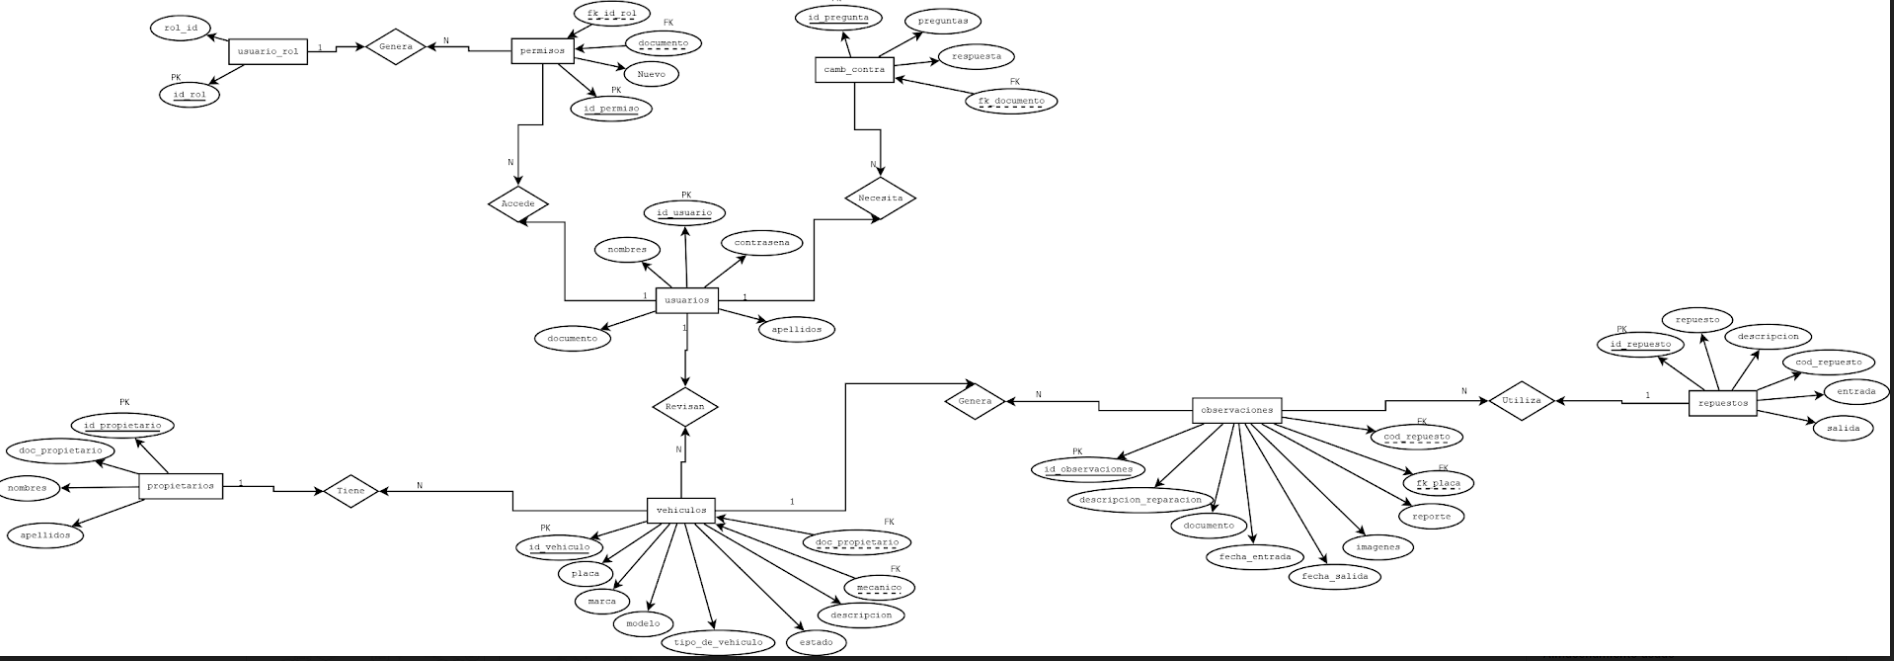 rol_id
usuario_rol
PK
id_rol
1
Genera
N
permisos
fk_id_rol
FK
documento
Nuevo
PK
id_permiso
N
Accede
id_pregunta
preguntas
camb_contra
respuesta
FK
fk_documento
N
Necesita
PK
id_usuario
nombres
contrasena
1
usuarios
1
documento
1
apellidos
Revisan
N
PK
id_propietario
doc_propietario
nombres
propietarios
apellidos
1
Tiene
N
vehiculos
1
PK
id_vehiculo
placa
marca
modelo
tipo_de_vehiculo
estado
descripcion
FK
mecanico
FK
doc_propietario
Genera
N
observaciones
PK
id_observaciones
descripcion_reparacion
documento
fecha_entrada
fecha_salida
imagenes
reporte
FK
fk_placa
FK
cod_repuesto
N
Utiliza
1
repuestos
PK
id_repuesto
repuesto
descripcion
cod_repuesto
entrada
salida